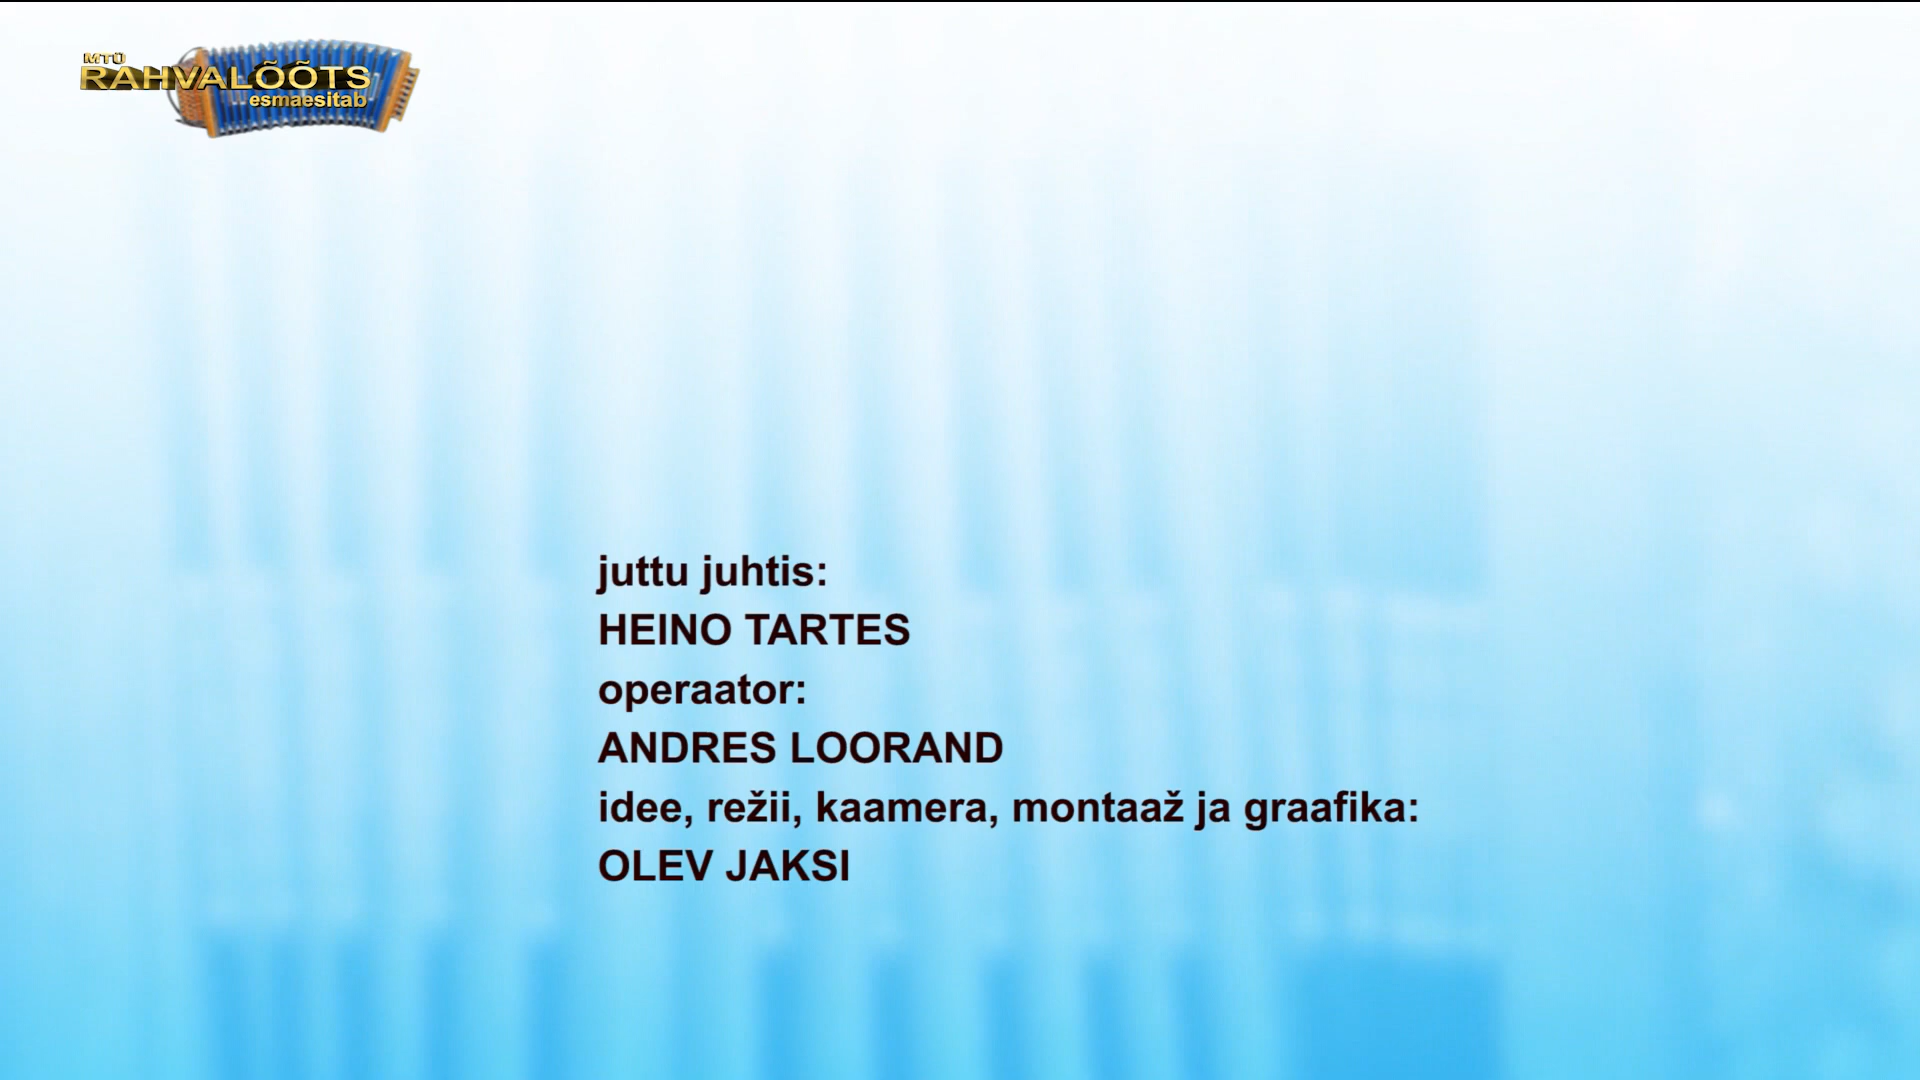 MTÜ
RAHVALÕÕTS
esmaesitab
juttu juhtis:
HEINO TARTES
operaator:
ANDRES LOORAND
idee, režii, kaamera, montaaž ja graafika:
OLEV JAKSI